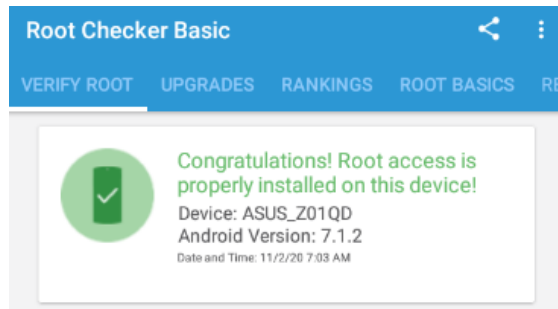 Root Checker Basic
VERIFY ROOT UPGRADES RANKINGS ROOT BASICS RE
Congratulations! Root access is
properly installed on this device!
Device: ASUS_Z01QD
Android Version: 7.1.2
Date and Time: 11/2/20 7:03 AM